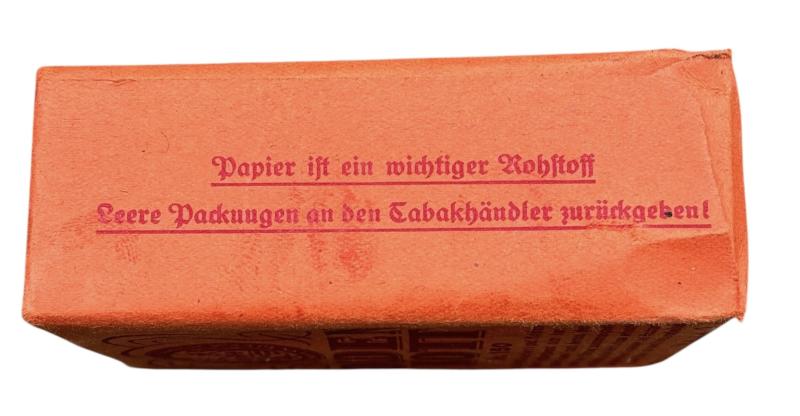 Papier ist ein wichtiger Rohstoff
Leere Packungen an den Tabakhändler zurückgeben!